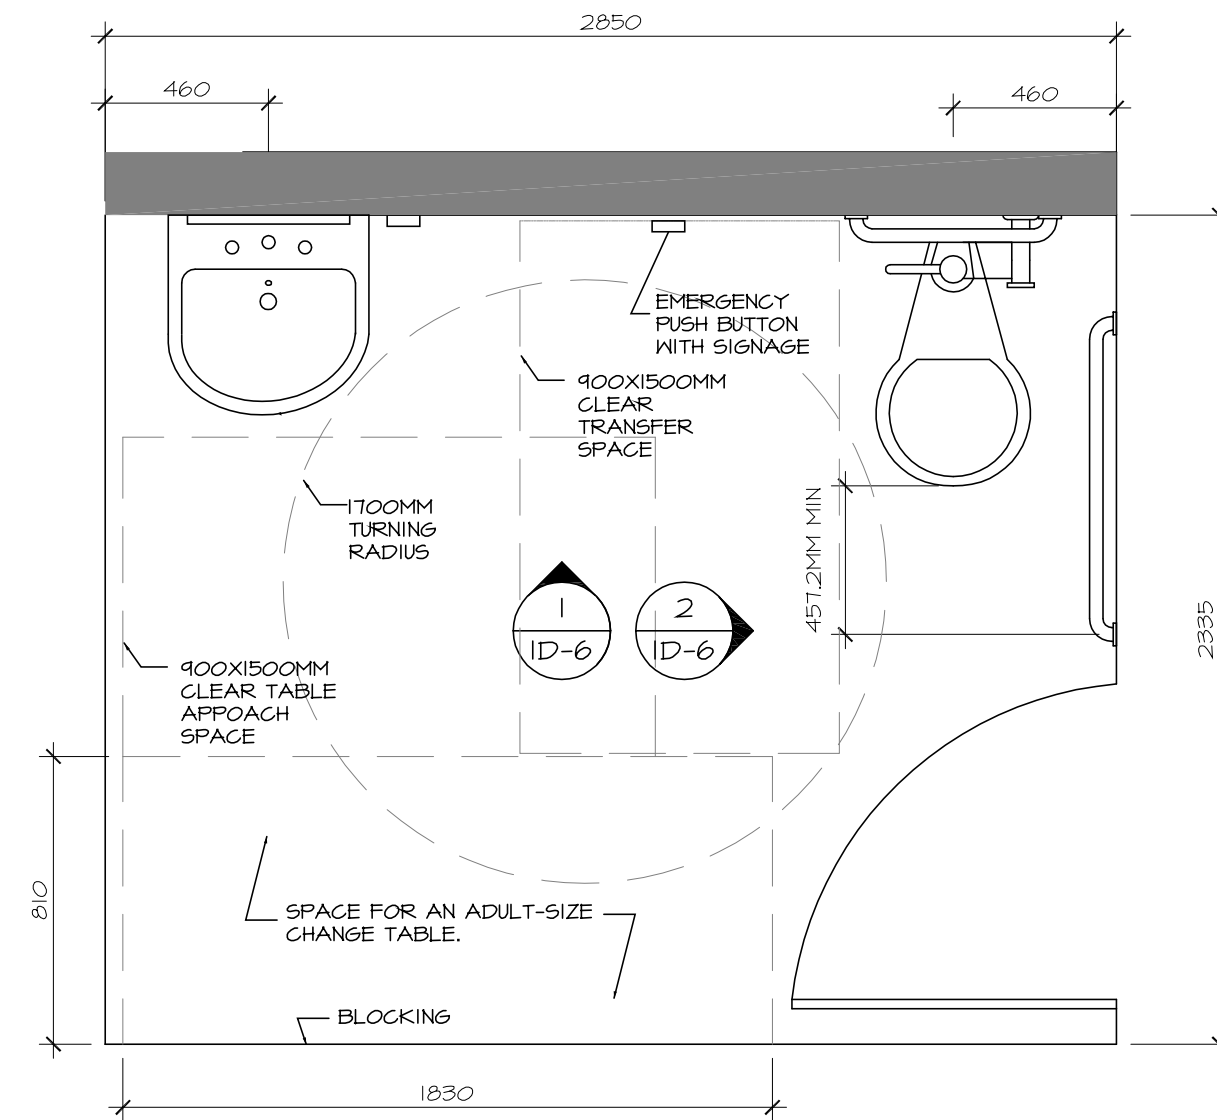 2850
460
460
EMERGENCY
PUSH BUTTON
WITH SIGNAGE
900X1500MM
CLEAR
TRANSFER
SPACE
1700MM
TURNING
RADIUS
457.2MM MIN
1
ID-6
2
ID-6
2335
900X1500MM
CLEAR TABLE
APPOACH
SPACE
810
SPACE FOR AN ADULT-SIZE
CHANGE TABLE.
BLOCKING
1830